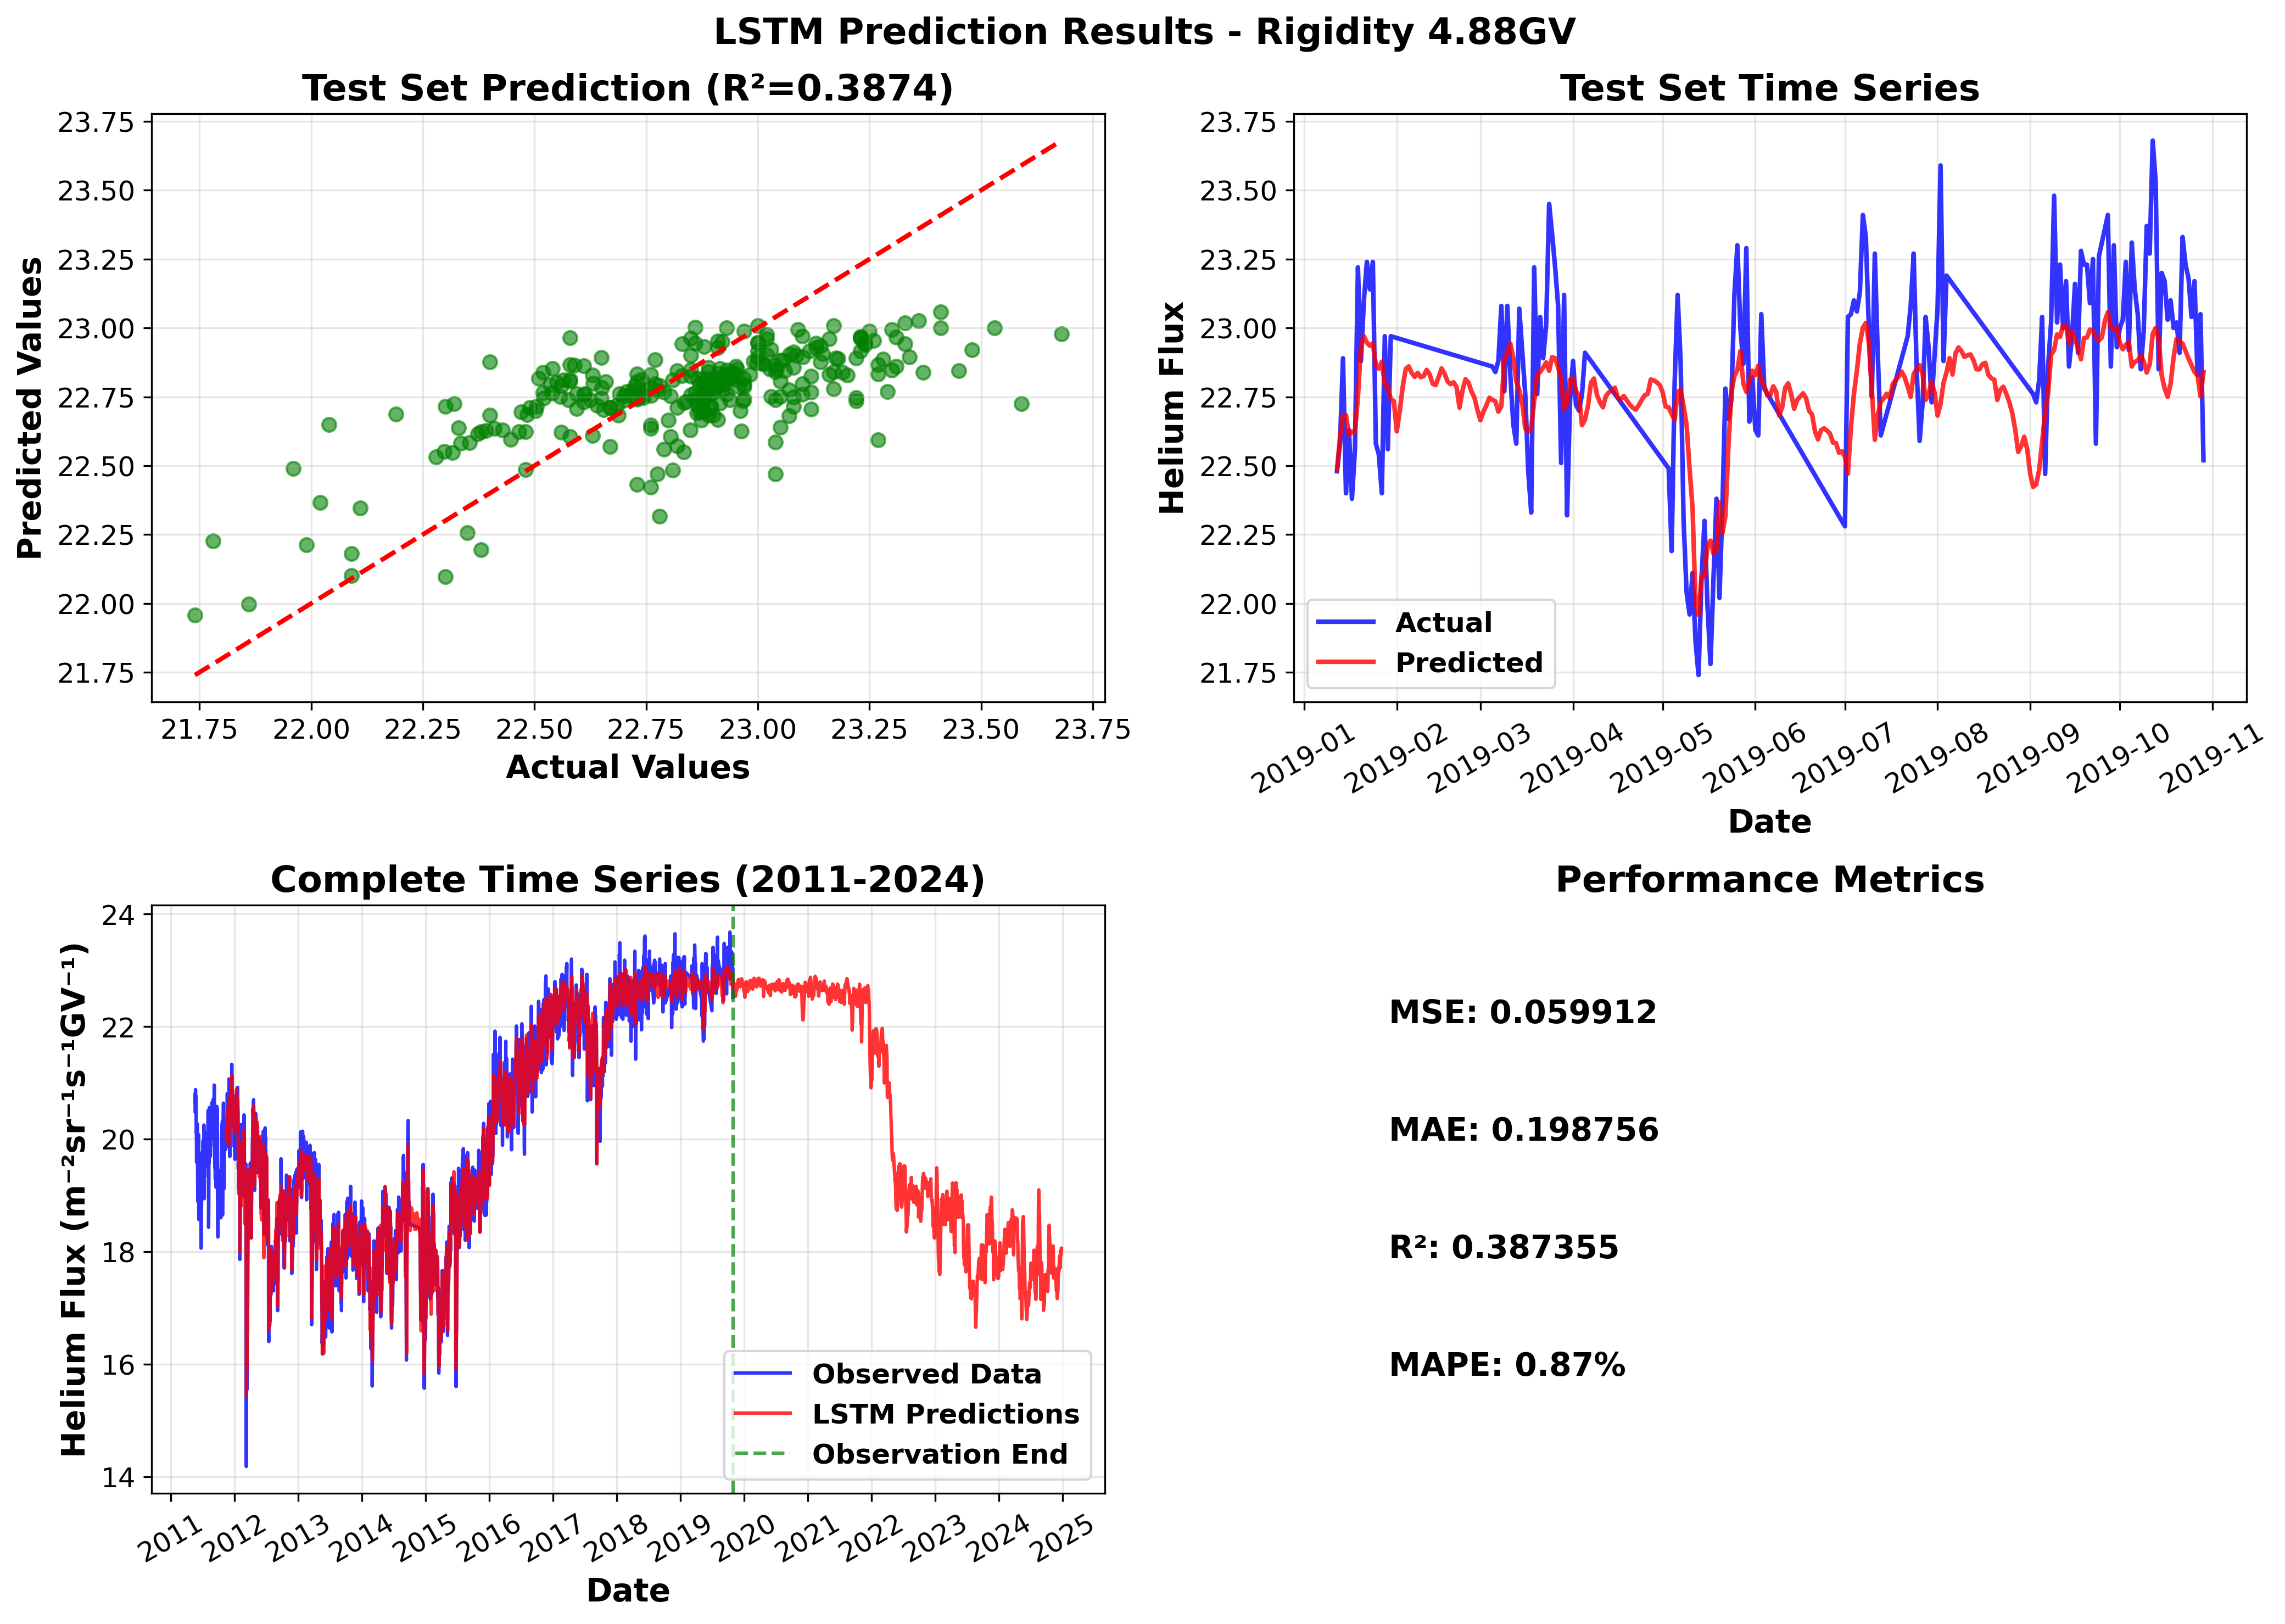 LSTM Prediction Results - Rigidity 4.88GV
Test Set Prediction (R²=0.3874)
Predicted Values
23.75
23.50
23.25
23.00
22.75
22.50
22.25
22.00
21.75
21.75 22.00 22.25 22.50 22.75 23.00 23.25 23.50 23.75
Actual Values
Test Set Time Series
Helium Flux
23.75
23.50
23.25
23.00
22.75
22.50
22.25
22.00
21.75
Actual
Predicted
2019-01 2019-02 2019-03 2019-04 2019-05 2019-06 2019-07 2019-08 2019-09 2019-10 2019-11
Date
Complete Time Series (2011-2024)
Helium Flux (m⁻²sr⁻¹s⁻¹GV⁻¹)
24
22
20
18
16
14
Observed Data
LSTM Predictions
Observation End
2011 2012 2013 2014 2015 2016 2017 2018 2019 2020 2021 2022 2023 2024 2025
Date
Performance Metrics
MSE: 0.059912
MAE: 0.198756
R²: 0.387355
MAPE: 0.87%